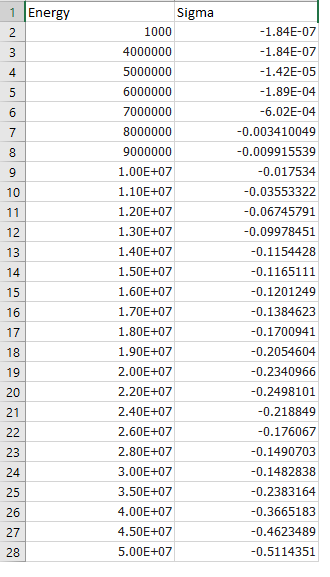 1 Energy Sigma
2 1000 -1.84E-07
3 4000000 -1.84E-07
4 5000000 -1.42E-05
5 6000000 -1.89E-04
6 7000000 -6.02E-04
7 8000000 -0.003410049
8 9000000 -0.009915539
9 1.00E+07 -0.017534
10 1.10E+07 -0.03553322
11 1.20E+07 -0.06745791
12 1.30E+07 -0.09978451
13 1.40E+07 -0.1154428
14 1.50E+07 -0.1165111
15 1.60E+07 -0.1201249
16 1.70E+07 -0.1384623
17 1.80E+07 -0.1700941
18 1.90E+07 -0.2054604
19 2.00E+07 -0.2340966
20 2.20E+07 -0.2498101
21 2.40E+07 -0.218849
22 2.60E+07 -0.176067
23 2.80E+07 -0.1490703
24 3.00E+07 -0.1482838
25 3.50E+07 -0.2383164
26 4.00E+07 -0.3665183
27 4.50E+07 -0.4623489
28 5.00E+07 -0.5114351